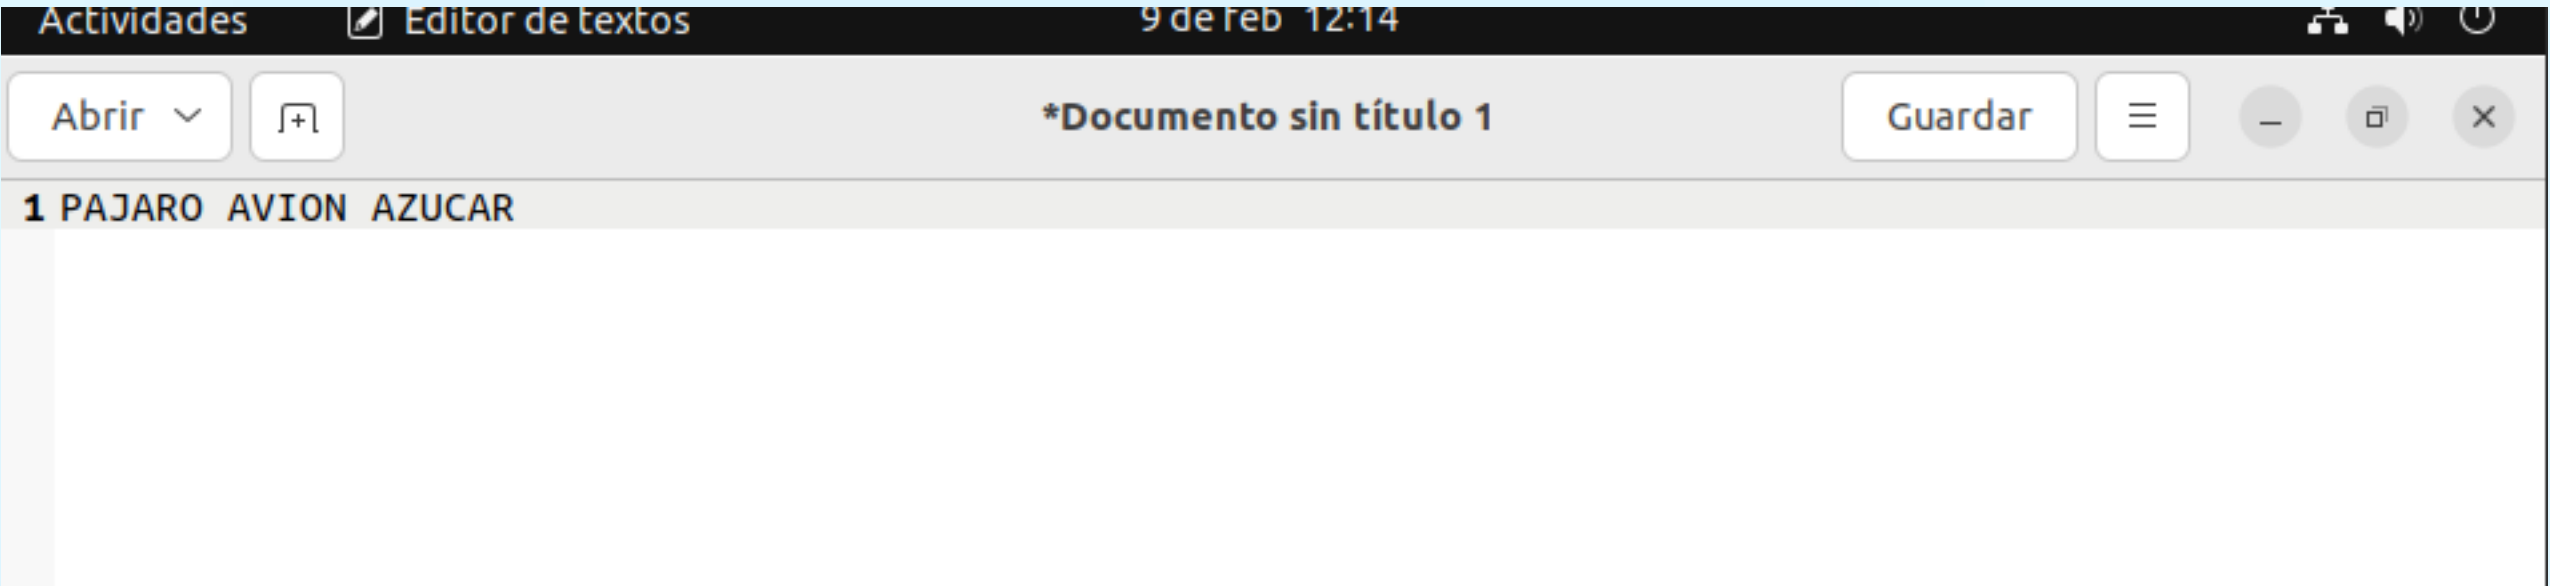 Actividades Editor de textos 9 de feb 12:14
Abrir *Documento sin título 1 Guardar
1 PAJARO AVION AZUCAR